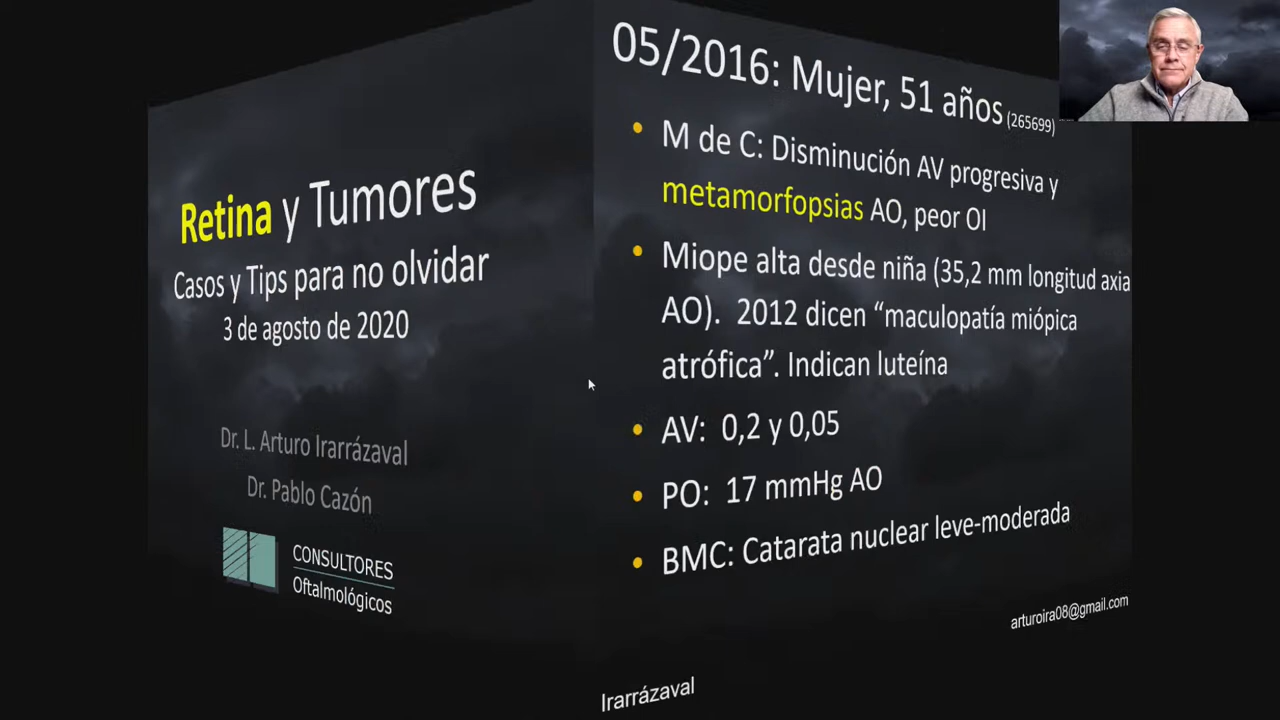 Retina y Tumores
Casos y Tips para no olvidar
3 de agosto de 2020
Dr. L. Arturo Irarrázaval
Dr. Pablo Cazón
CONSULTORES
Oftalmológicos
05/2016: Mujer, 51 años (265699)
• M de C: Disminución AV progresiva y
metamorfopsias AO, peor OI
• Miope alta desde niña (35,2 mm longitud axia
AO). 2012 dicen “maculopatía miópica
atrófica”. Indican luteína
• AV: 0,2 y 0,05
• PO: 17 mmHg AO
• BMC: Catarata nuclear leve-moderada
arturoira08@gmail.com
Irarrázaval